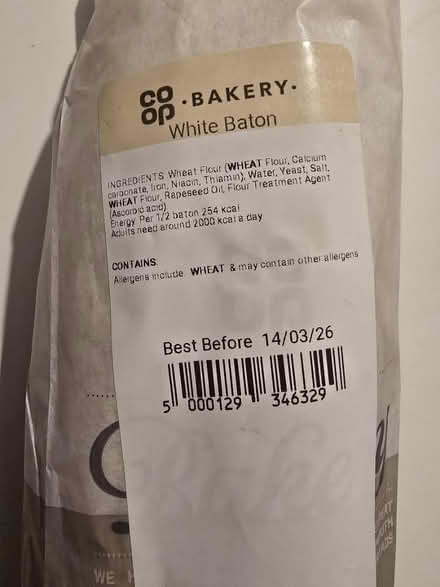 CO OP ·BAKERY·
White Baton
INGREDIENTS Wheat Flour (WHEAT Flour, Calcium
carbonate, Iron, Niacin, Thiamin), Water, Yeast, Salt,
WHEAT Flour, Rapeseed Oil, Flour Treatment Agent
(Ascorbic acid)
Energy Per 1/2 baton 254 kcal
Adults need around 2000 kcal a day
CONTAINS:
Allergens include WHEAT & may contain other allergens
Best Before 14/03/26
5 000129 346329
WE